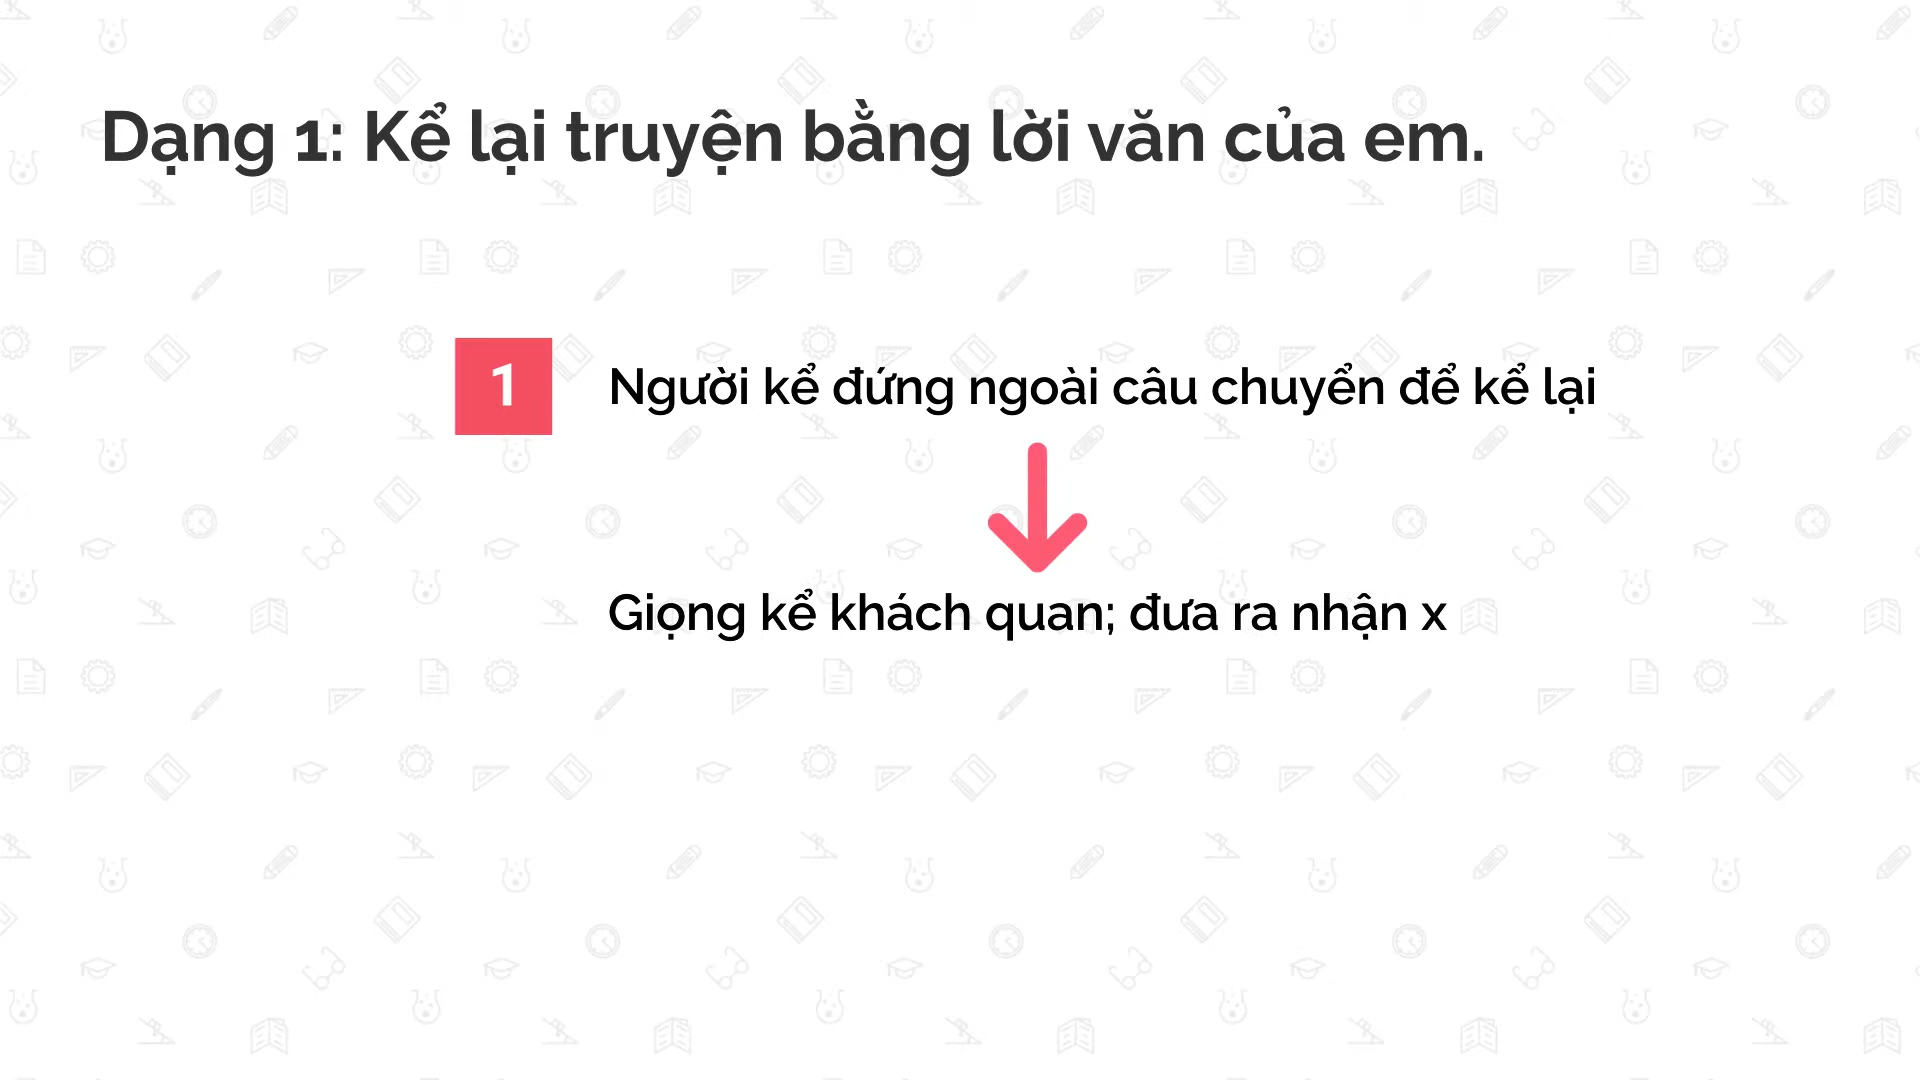 Dạng 1: Kể lại truyện bằng lời văn của em.
1 Người kể đứng ngoài câu chuyển để kể lại
Giọng kể khách quan; đưa ra nhận x